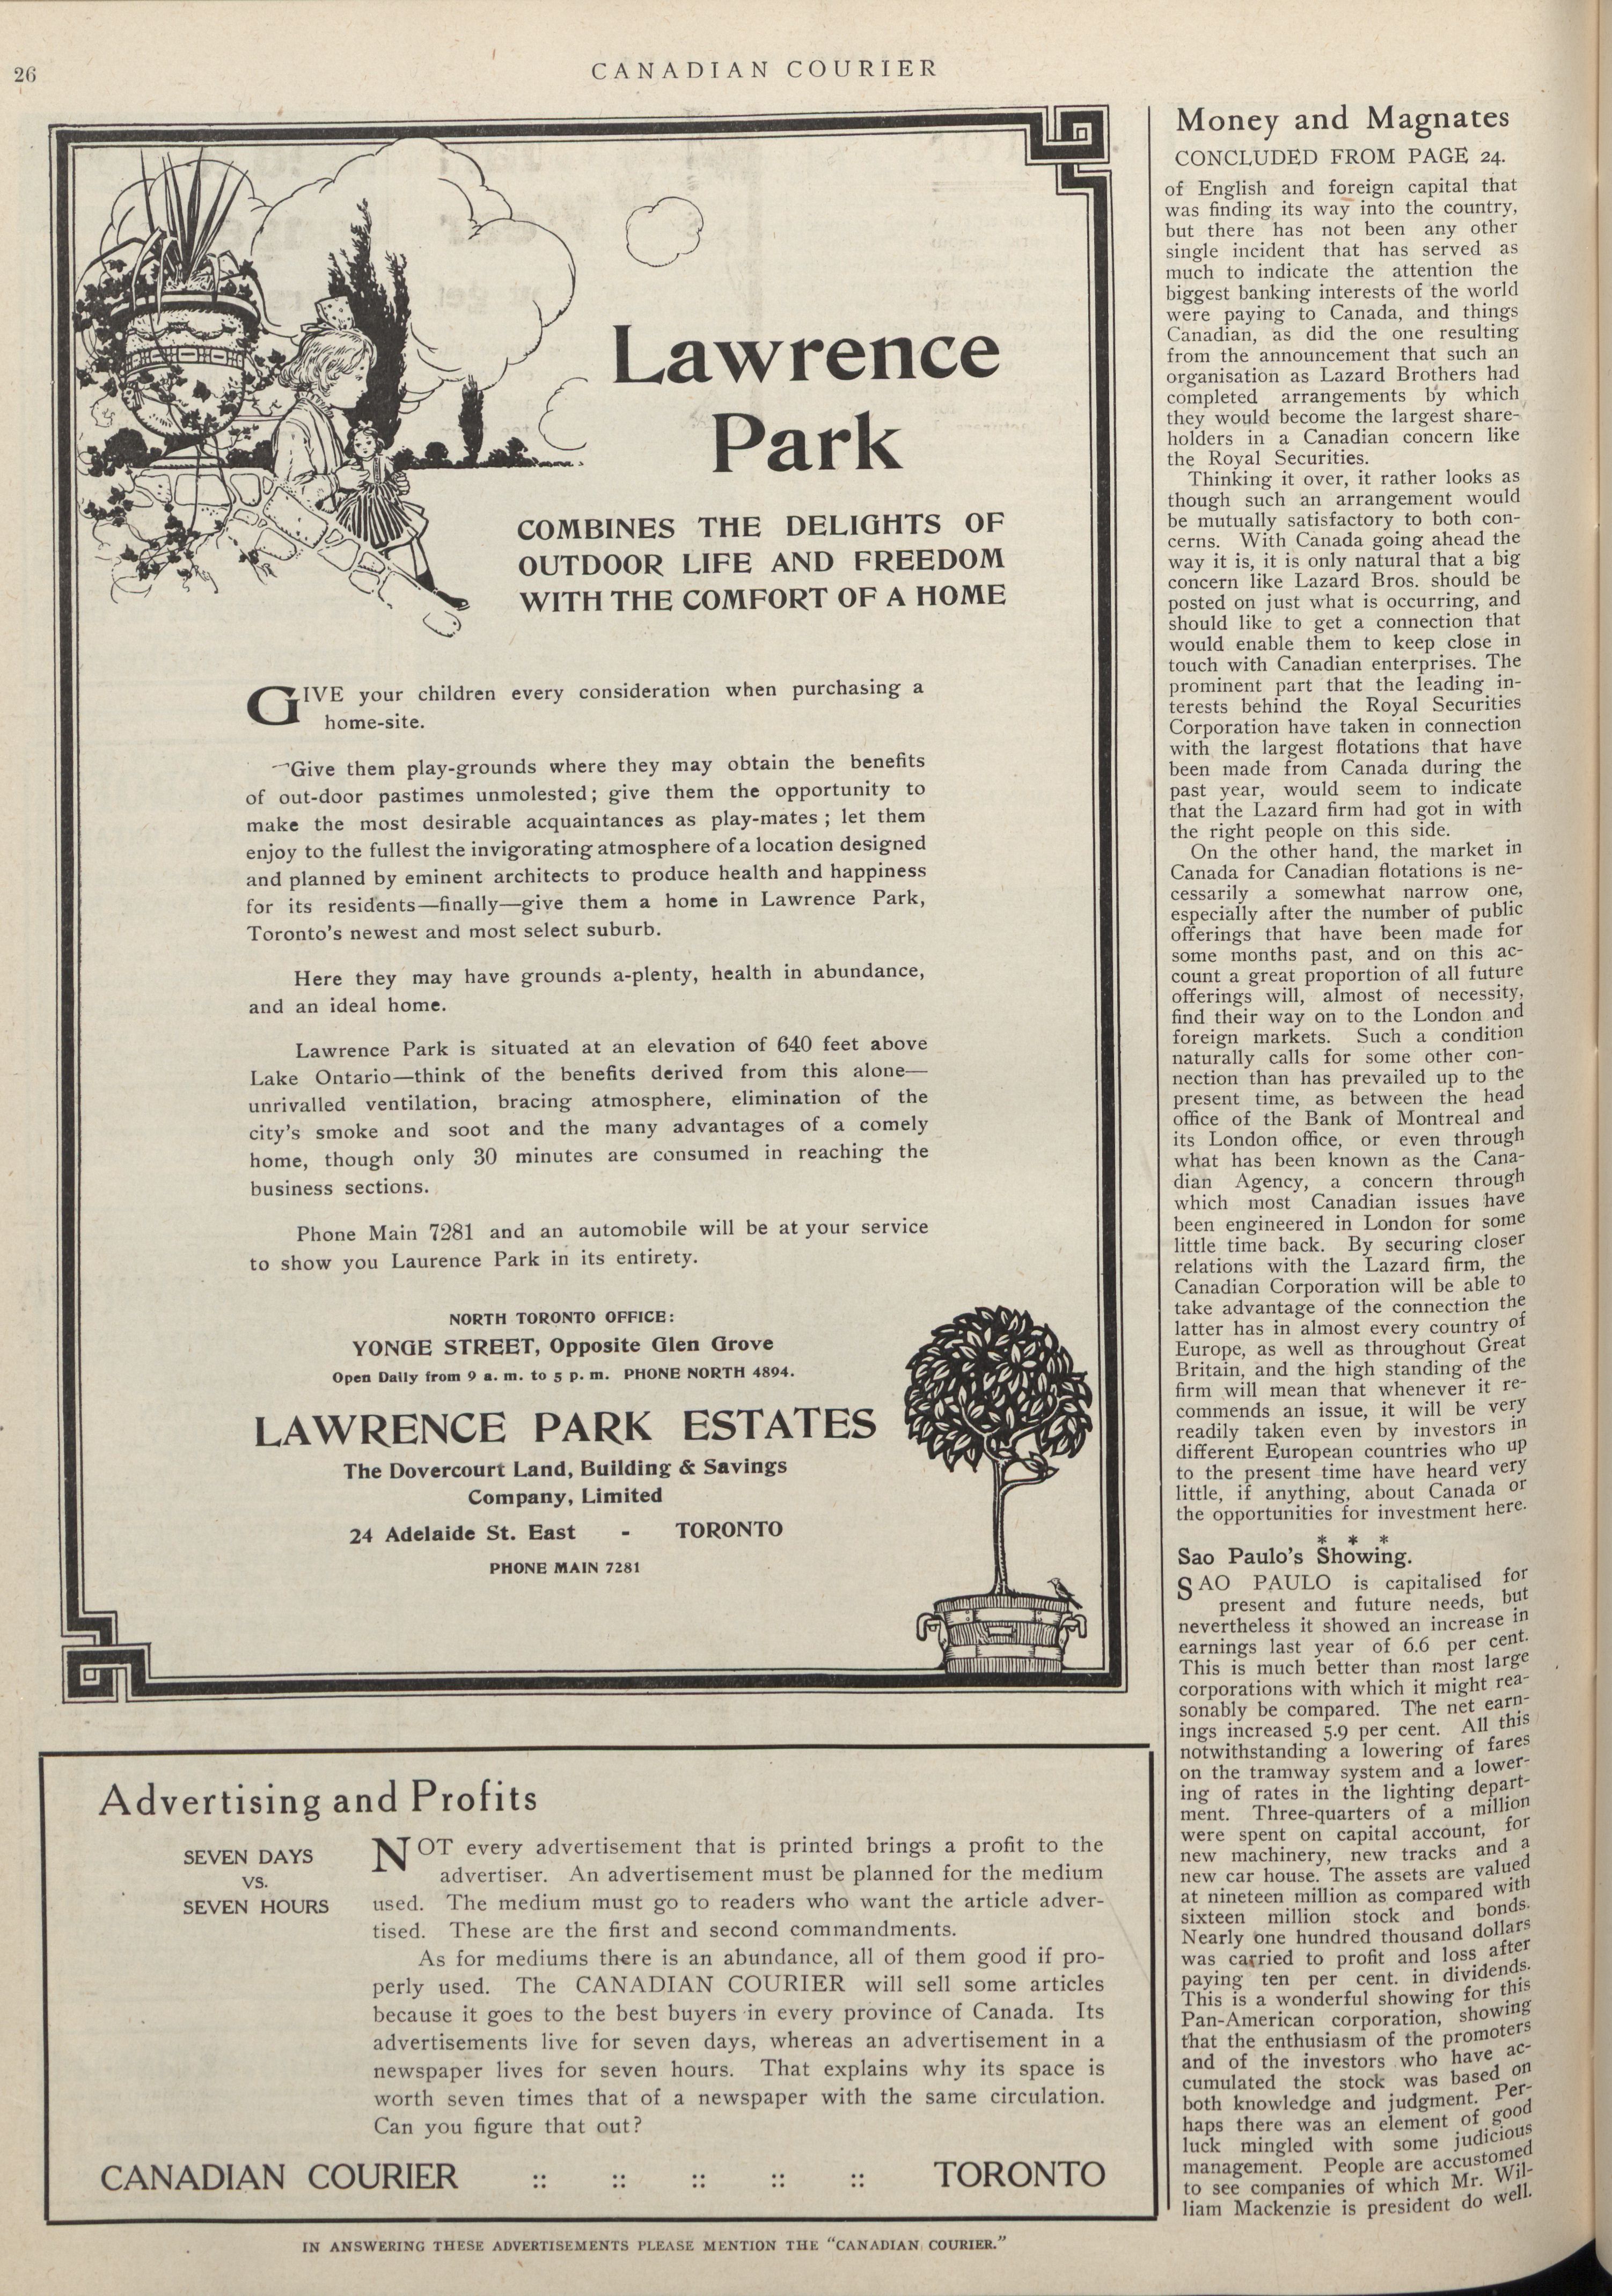 26
CANADIAN COURIER
Lawrence
Park
COMBINES THE DELIGHTS OF
OUTDOOR LIFE AND FREEDOM
WITH THE COMFORT OF A HOME
GIVE your children every consideration when purchasing a
home-site.
Give them play-grounds where they may obtain the benefits
of out-door pastimes unmolested; give them the opportunity to
make the most desirable acquaintances as play-mates; let them
enjoy to the fullest the invigorating atmosphere of a location designed
and planned by eminent architects to produce health and happiness
for its residents—finally—give them a home in Lawrence Park,
Toronto's newest and most select suburb.
Here they may have grounds a-plenty, health in abundance,
and an ideal home.
Lawrence Park is situated at an elevation of 640 feet above
Lake Ontario—think of the benefits derived from this alone—
unrivalled ventilation, bracing atmosphere, elimination of the
city's smoke and soot and the many advantages of a comely
home, though only 30 minutes are consumed in reaching the
business sections.
Phone Main 7281 and an automobile will be at your service
to show you Laurence Park in its entirety.
NORTH TORONTO OFFICE:
YONGE STREET, Opposite Glen Grove
Open Daily from 9 a. m. to 5 p. m. PHONE NORTH 4894.
LAWRENCE PARK ESTATES
The Dovercourt Land, Building & Savings
Company, Limited
24 Adelaide St. East - TORONTO
PHONE MAIN 7281
Advertising and Profits
SEVEN DAYS
VS.
SEVEN HOURS
NOT every advertisement that is printed brings a profit to the
advertiser. An advertisement must be planned for the medium
used. The medium must go to readers who want the article adver-
tised. These are the first and second commandments.
As for mediums there is an abundance, all of them good if pro-
perly used. The CANADIAN COURIER will sell some articles
because it goes to the best buyers in every province of Canada. Its
advertisements live for seven days, whereas an advertisement in a
newspaper lives for seven hours. That explains why its space is
worth seven times that of a newspaper with the same circulation.
Can you figure that out?
CANADIAN COURIER :: :: :: :: :: TORONTO
IN ANSWERING THESE ADVERTISEMENTS PLEASE MENTION THE "CANADIAN COURIER."
Money and Magnates
CONCLUDED FROM PAGE 24.
of English and foreign capital that
was finding its way into the country,
but there has not been any other
single incident that has served as
much to indicate the attention the
biggest banking interests of the world
were paying to Canada, and things
Canadian, as did the one resulting
from the announcement that such an
organisation as Lazard Brothers had
completed arrangements by which
they would become the largest share-
holders in a Canadian concern like
the Royal Securities.
Thinking it over, it rather looks as
though such an arrangement would
be mutually satisfactory to both con-
cerns. With Canada going ahead the
way it is, it is only natural that a big
concern like Lazard Bros. should be
posted on just what is occurring, and
should like to get a connection that
would enable them to keep close in
touch with Canadian enterprises. The
prominent part that the leading in-
terests behind the Royal Securities
Corporation have taken in connection
with the largest flotations that have
been made from Canada during the
past year, would seem to indicate
that the Lazard firm had got in with
the right people on this side.
On the other hand, the market in
Canada for Canadian flotations is ne-
cessarily a somewhat narrow one,
especially after the number of public
offerings that have been made for
some months past, and on this ac-
count a great proportion of all future
offerings will, almost of necessity,
find their way on to the London and
foreign markets. Such a condition
naturally calls for some other con-
nection than has prevailed up to the
present time, as between the head
office of the Bank of Montreal and
its London office, or even through
what has been known as the Cana-
dian Agency, a concern through
which most Canadian issues have
been engineered in London for some
little time back. By securing closer
relations with the Lazard firm, the
Canadian Corporation will be able to
take advantage of the connection the
latter has in almost every country of
Europe, as well as throughout Great
Britain, and the high standing of the
firm will mean that whenever it re-
commends an issue, it will be very
readily taken even by investors in
different European countries who up
to the present time have heard very
little, if anything, about Canada or
the opportunities for investment here.
* * *
Sao Paulo's Showing.
SAO PAULO is capitalised for
present and future needs, but
nevertheless it showed an increase in
earnings last year of 6.6 per cent.
This is much better than most large
corporations with which it might rea-
sonably be compared. The net earn-
ings increased 5.9 per cent. All this
notwithstanding a lowering of fares
on the tramway system and a lower-
ing of rates in the lighting depart-
ment. Three-quarters of a million
were spent on capital account, for
new machinery, new tracks and a
new car house. The assets are valued
at nineteen million as compared with
sixteen million stock and bonds.
Nearly one hundred thousand dollars
was carried to profit and loss after
paying ten per cent. in dividends.
This is a wonderful showing for this
Pan-American corporation, showing
that the enthusiasm of the promoters
and of the investors who have ac-
cumulated the stock was based on
both knowledge and judgment. Per-
haps there was an element of good
luck mingled with some judicious
management. People are accustomed
to see companies of which Mr. Wil-
liam Mackenzie is president do well.